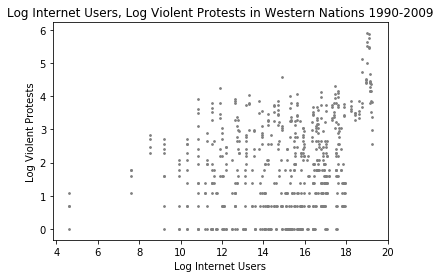 Log Internet Users, Log Violent Protests in Western Nations 1990-2009
6
5
4
3
2
1
0
Log Violent Protests
4 6 8 10 12 14 16 18 20
Log Internet Users